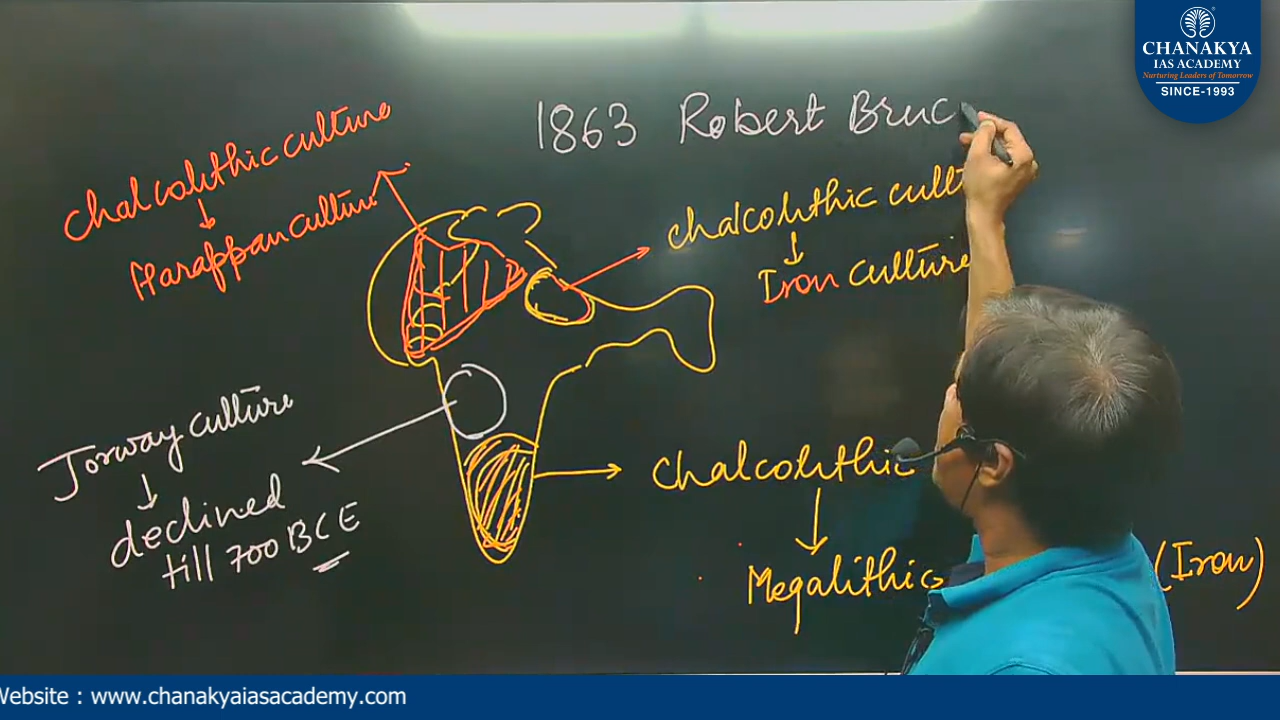 CHANAKYA
IAS ACADEMY
Nurturing Leaders of Tomorrow
SINCE-1993
1863 Robert Bruc
Chalcolithic culture
↓
Harappan culture
Chalcolithic cult
↓
Iron culture
Jorway culture
↓
declined
till 700 BCE
Chalcolithic
↓
Megalithic
(Iron)
Website : www.chanakyaiasacademy.com